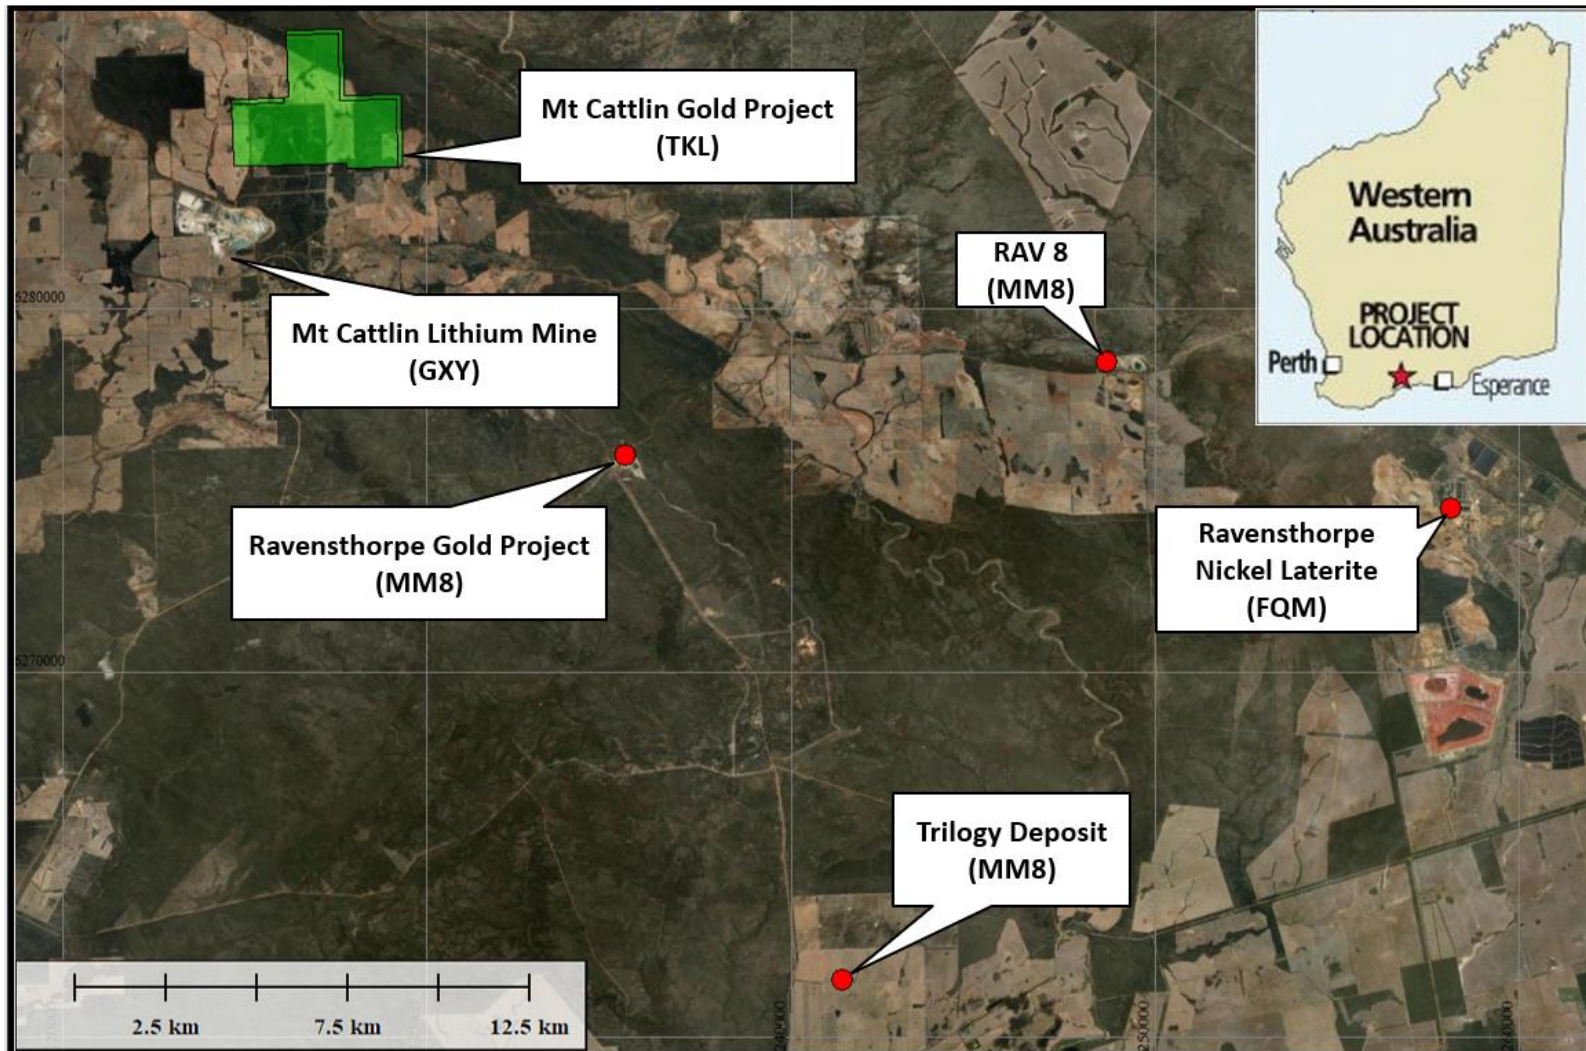 Mt Cattlin Gold Project
(TKL)
Western
Australia
PROJECT
LOCATION
Perth
Esperance
RAV 8
(MM8)
6280000
Mt Cattlin Lithium Mine
(GXY)
Ravensthorpe Gold Project
(MM8)
Ravensthorpe
Nickel Laterite
(FQM)
6270000
Trilogy Deposit
(MM8)
2.5 km
7.5 km
12.5 km
240000
250000
260000